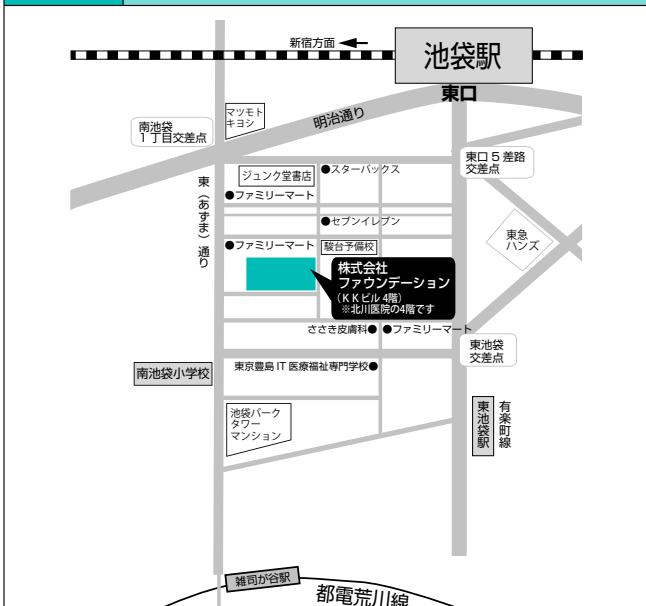 新宿方面
池袋駅
東口
明治通り
マツモト
キヨシ
南池袋
1丁目交差点
東口5差路
交差点
ジュンク堂書店
●スターバックス
●ファミリーマート
東（あずま）通り
●セブンイレブン
東急
ハンズ
●ファミリーマート
駿台予備校
株式会社
ファウンデーション
（KKビル 4階）
※北川医院の4階です
ささき皮膚科●
●ファミリーマート
東池袋
交差点
東京豊島IT医療福祉専門学校●
南池袋小学校
池袋パーク
タワー
マンション
東池袋駅
有楽町線
雑司が谷駅
都電荒川線